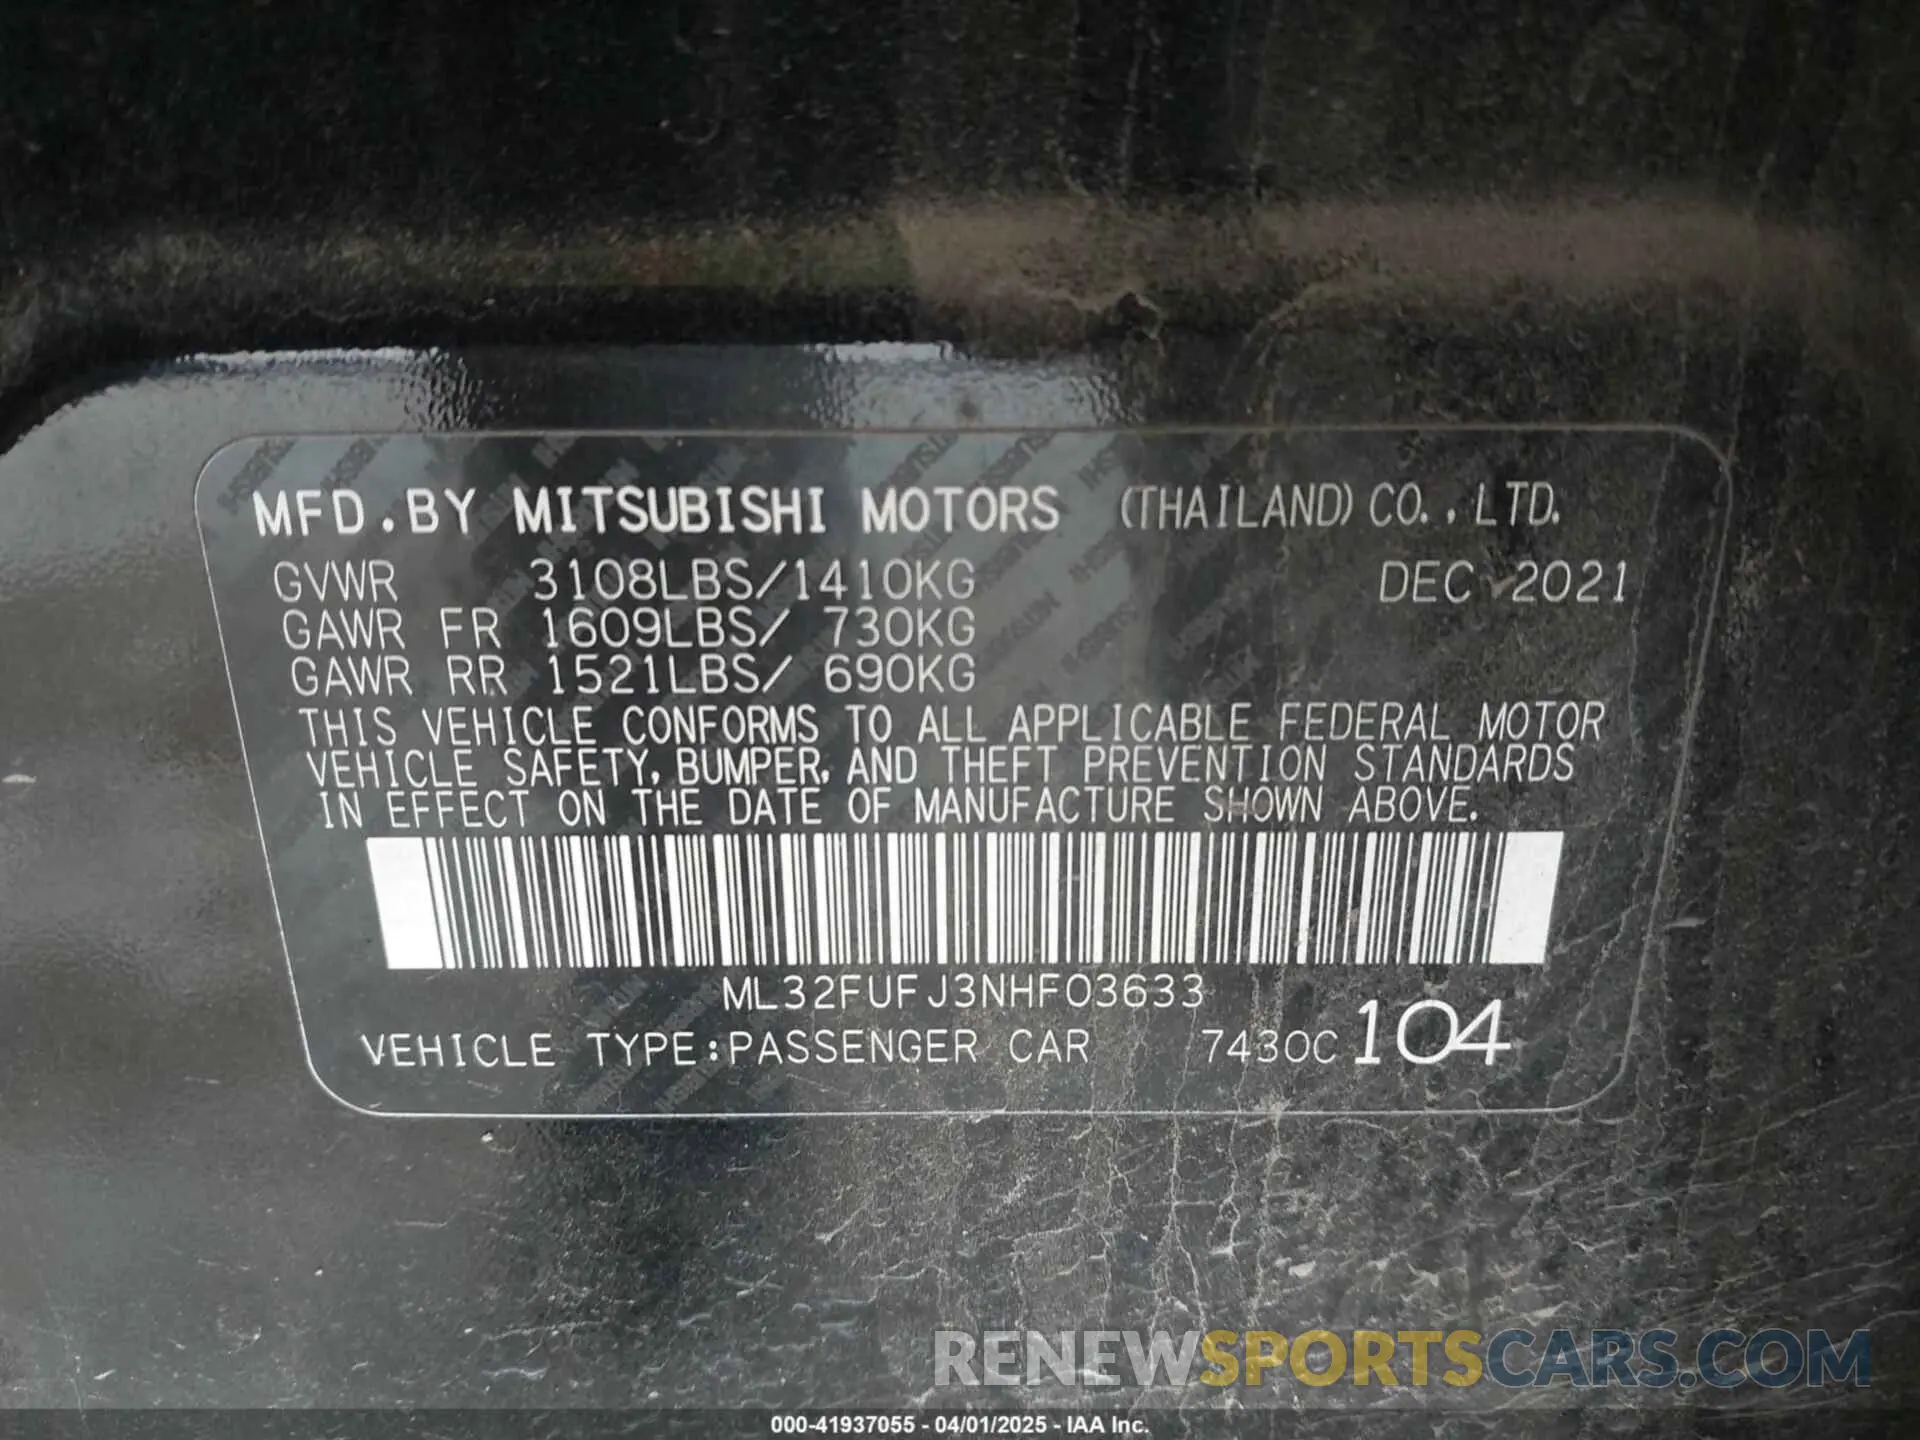 MFD.BY MITSUBISHI MOTORS (THAILAND) CO., LTD.
GVWR 3108LBS/1410KG DEC 2021
GAWR FR 1609LBS/ 730KG
GAWR RR 1521LBS/ 690KG
THIS VEHICLE CONFORMS TO ALL APPLICABLE FEDERAL MOTOR
VEHICLE SAFETY, BUMPER, AND THEFT PREVENTION STANDARDS
IN EFFECT ON THE DATE OF MANUFACTURE SHOWN ABOVE.
ML32FUFJ3NHF03633
VEHICLE TYPE:PASSENGER CAR 7430C 104
RENEWSPORTSCARS.COM
000-41937055 - 04/01/2025 - IAA Inc.